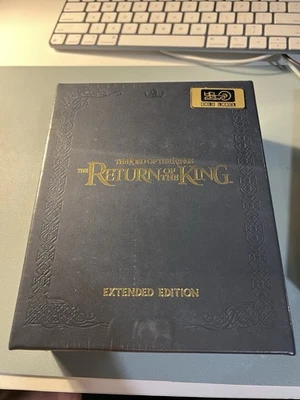 THE LORD OF THE RINGS
THE RETURN OF THE KING
EXTENDED EDITION